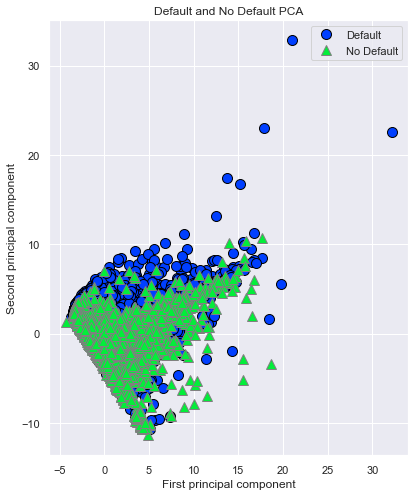 Default and No Default PCA
Default
No Default
30
20
10
0
−10
−5
0
5
10
15
20
25
30
First principal component
Second principal component